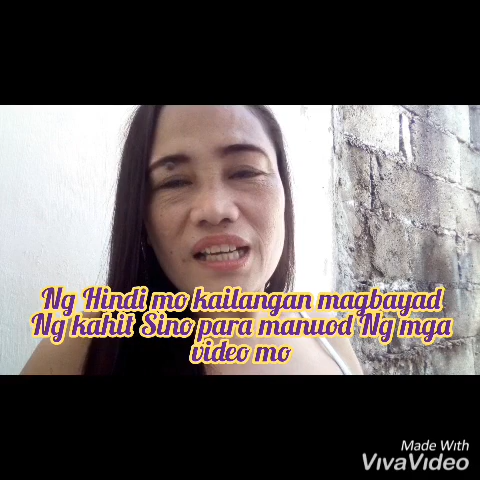 Ng Hindi mo kailangan magbayad
Ng kahit Sino para manuod Ng mga
video mo
Made With
VivaVideo